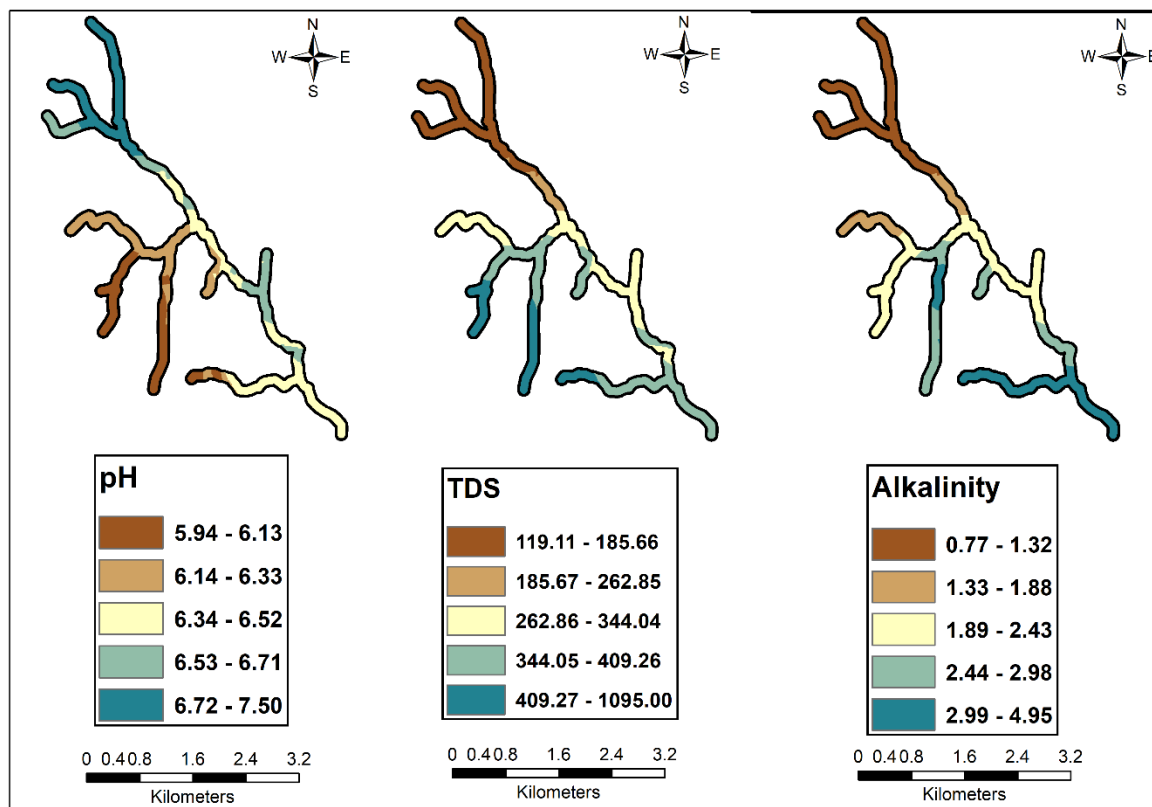 N
W E
S
N
W E
S
N
W E
S
pH
5.94 - 6.13
6.14 - 6.33
6.34 - 6.52
6.53 - 6.71
6.72 - 7.50
0 0.40.8 1.6 2.4 3.2
Kilometers
TDS
119.11 - 185.66
185.67 - 262.85
262.86 - 344.04
344.05 - 409.26
409.27 - 1095.00
0 0.40.8 1.6 2.4 3.2
Kilometers
Alkalinity
0.77 - 1.32
1.33 - 1.88
1.89 - 2.43
2.44 - 2.98
2.99 - 4.95
0 0.40.8 1.6 2.4 3.2
Kilometers